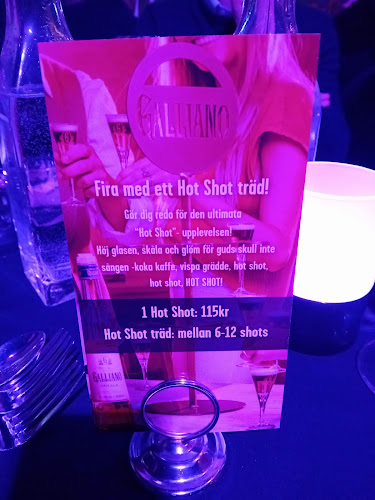 GALLIANO
Fira med ett Hot Shot träd!
Gör dig redo för den ultimata
"Hot Shot"- upplevelsen!
Höj glasen, skåla och glöm för guds skull inte
sången -koka kaffe, vispa grädde, hot shot,
hot shot, HOT SHOT!
1 Hot Shot: 115kr
Hot Shot träd: mellan 6-12 shots
GALLIANO